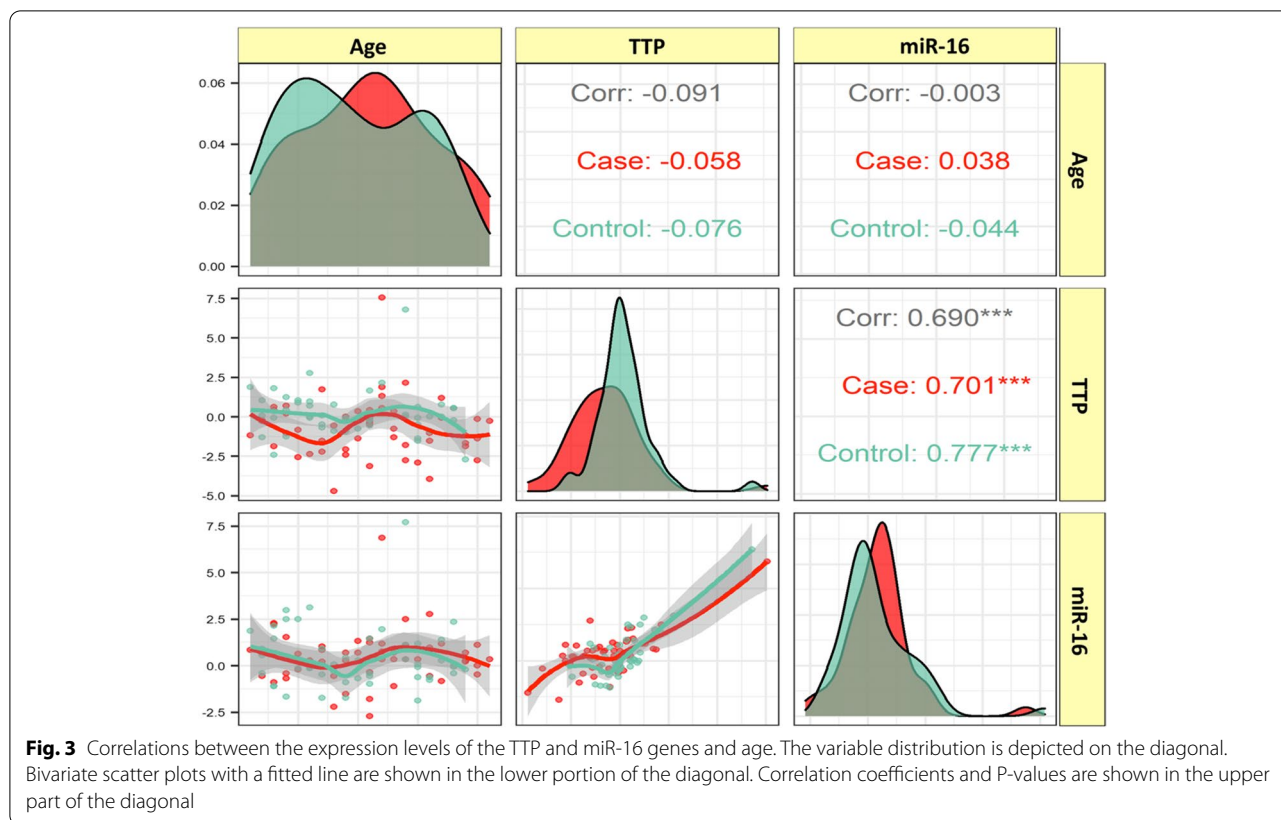 Age TTP miR-16
0.06
0.04
0.02
0.00
Corr: -0.091
Case: -0.058
Control: -0.076
Corr: -0.003
Case: 0.038
Control: -0.044
Age
7.5
5.0
2.5
0.0
-2.5
-5.0
Corr: 0.690***
Case: 0.701***
Control: 0.777***
TTP
7.5
5.0
2.5
0.0
-2.5
miR-16
Fig. 3 Correlations between the expression levels of the TTP and miR-16 genes and age. The variable distribution is depicted on the diagonal.
Bivariate scatter plots with a fitted line are shown in the lower portion of the diagonal. Correlation coefficients and P-values are shown in the upper
part of the diagonal